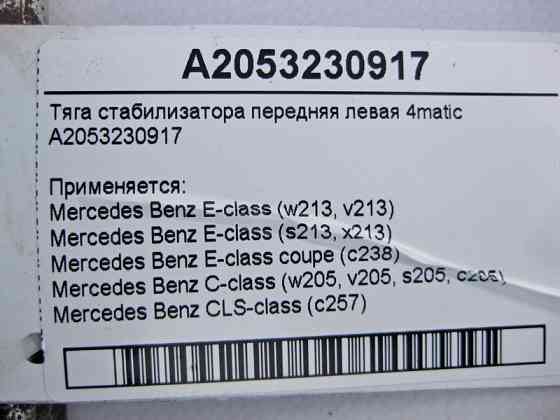 A2053230917
Тяга стабилизатора передняя левая 4matic
A2053230917
Применяется:
Mercedes Benz E-class (w213, v213)
Mercedes Benz E-class (s213, x213)
Mercedes Benz E-class coupe (c238)
Mercedes Benz C-class (w205, v205, s205, c205)
Mercedes Benz CLS-class (c257)